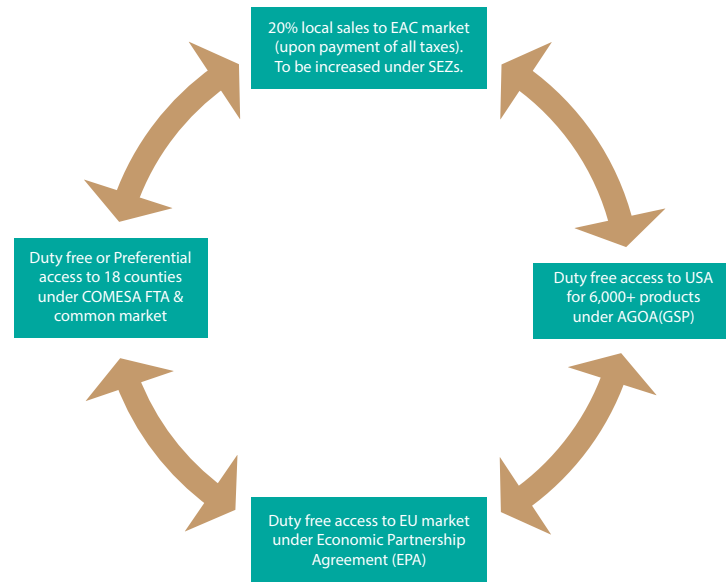 20% local sales to EAC market
(upon payment of all taxes).
To be increased under SEZs.
Duty free or Preferential
access to 18 counties
under COMESA FTA &
common market
Duty free access to USA
for 6,000+ products
under AGOA(GSP)
Duty free access to EU market
under Economic Partnership
Agreement (EPA)